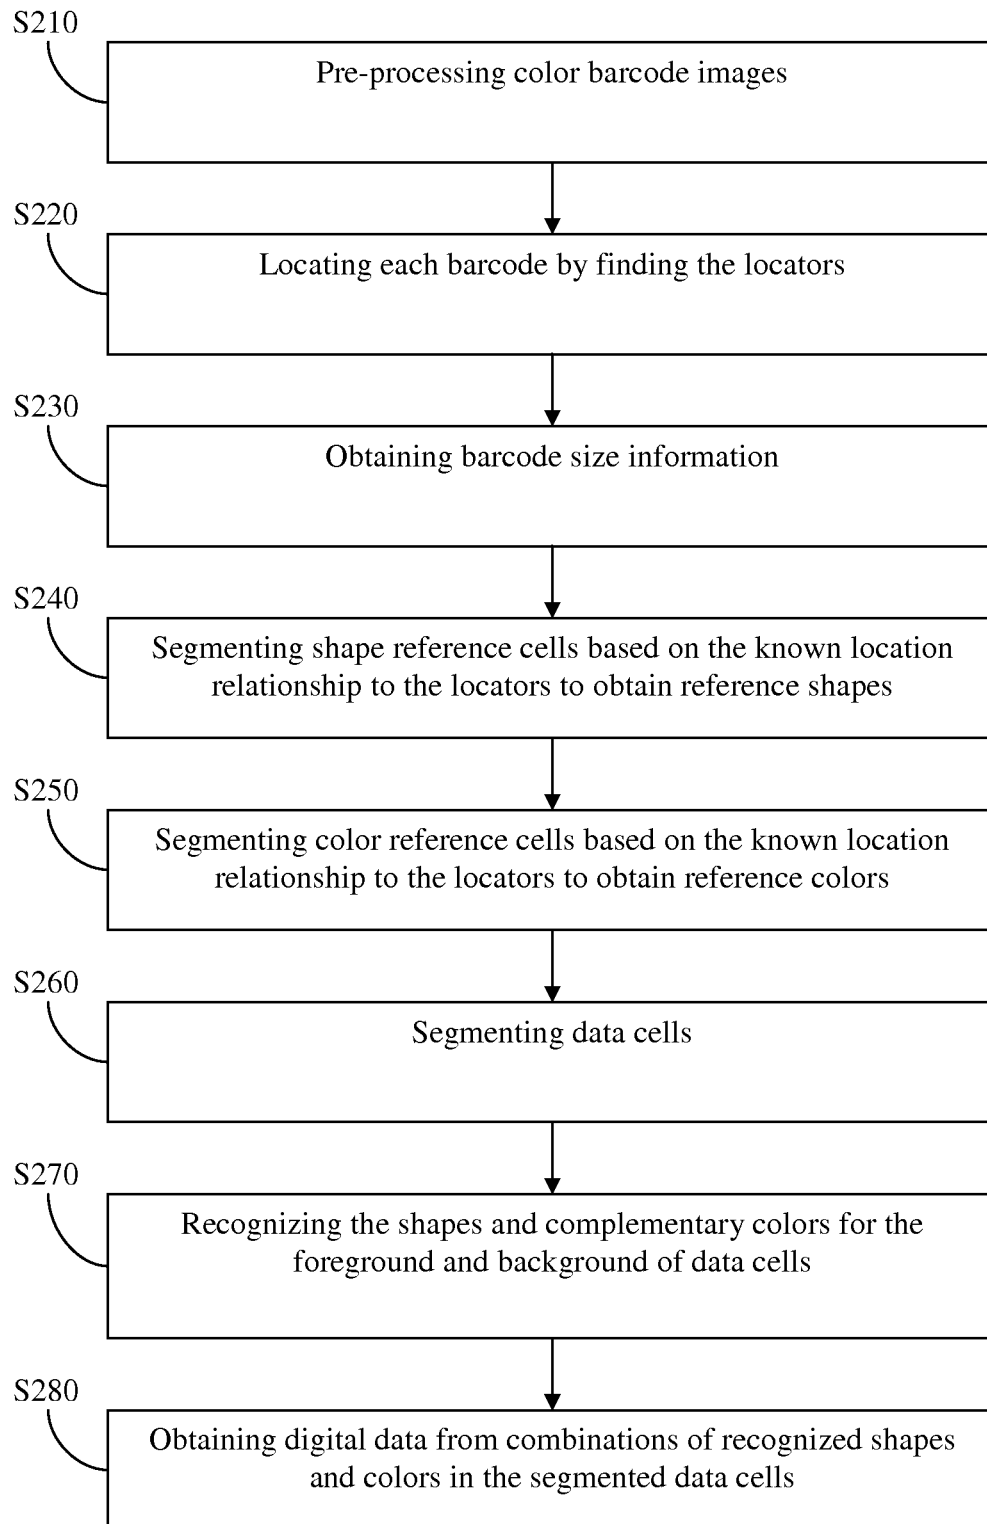 S210
Pre-processing color barcode images
S220
Locating each barcode by finding the locators
S230
Obtaining barcode size information
S240
Segmenting shape reference cells based on the known location
relationship to the locators to obtain reference shapes
S250
Segmenting color reference cells based on the known location
relationship to the locators to obtain reference colors
S260
Segmenting data cells
S270
Recognizing the shapes and complementary colors for the
foreground and background of data cells
S280
Obtaining digital data from combinations of recognized shapes
and colors in the segmented data cells